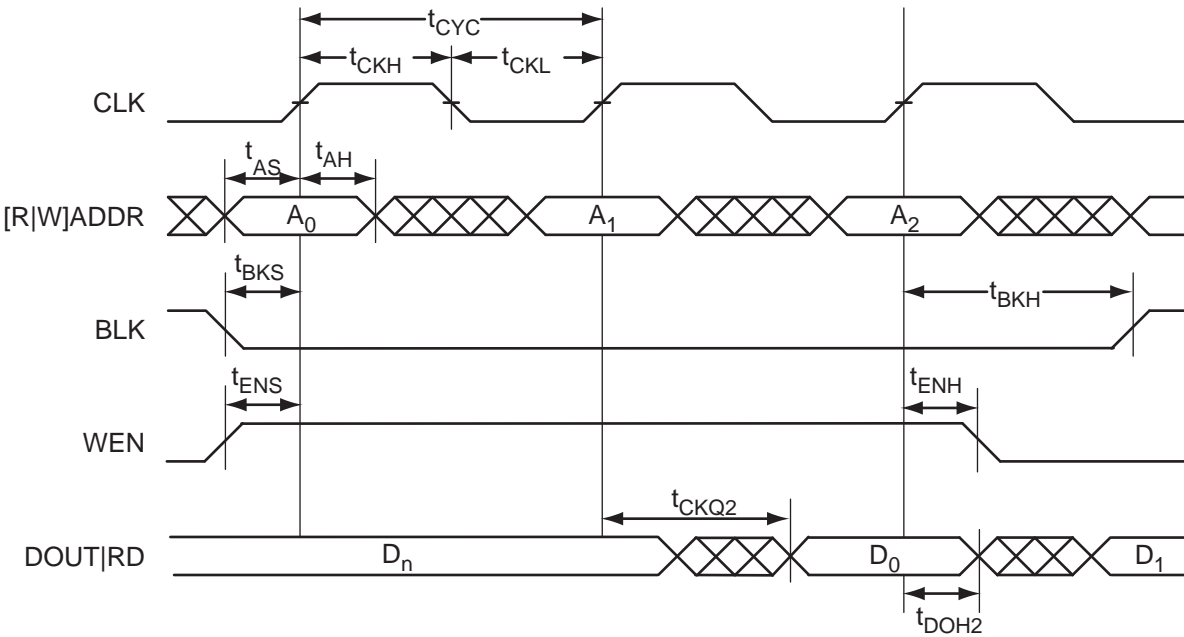 tCYC
tCKH tCKL
CLK
tAS tAH
[R|W]ADDR A0 A1 A2
tBKS tBKH
BLK
tENS tENH
WEN
tCKQ2
DOUT|RD Dn D0 D1
tDOH2